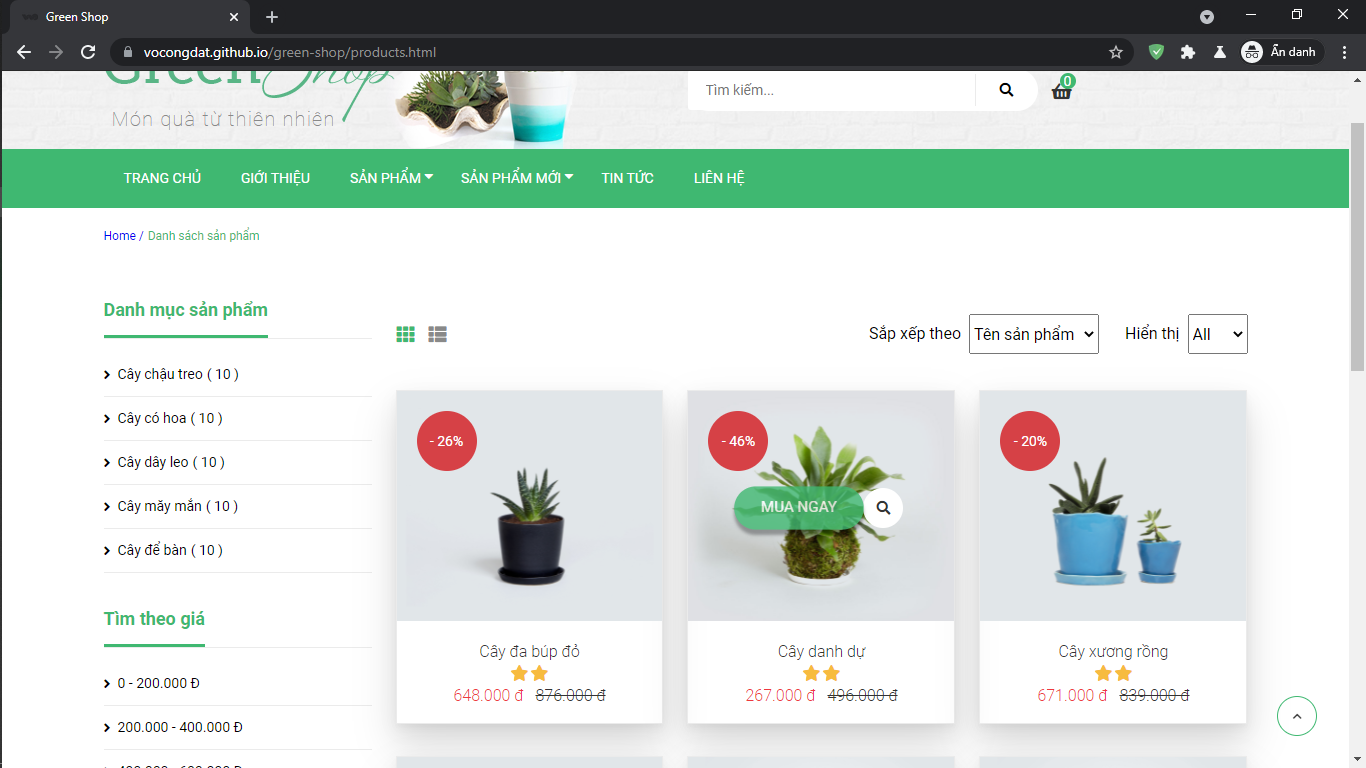 Green Shop
vocongdat.github.io/green-shop/products.html
Ẩn danh
Green Shop
Món quà từ thiên nhiên
Tìm kiếm...
0
TRANG CHỦ
GIỚI THIỆU
SẢN PHẨM
SẢN PHẨM MỚI
TIN TỨC
LIÊN HỆ
Home / Danh sách sản phẩm
Danh mục sản phẩm
Cây chậu treo ( 10 )
Cây có hoa ( 10 )
Cây dây leo ( 10 )
Cây mãy mắn ( 10 )
Cây để bàn ( 10 )
Tìm theo giá
0 - 200.000 Đ
200.000 - 400.000 Đ
Sắp xếp theo
Tên sản phẩm
Hiển thị
All
- 26%
Cây đa búp đỏ
648.000 đ 876.000 đ
- 46%
MUA NGAY
Cây danh dự
267.000 đ 496.000 đ
- 20%
Cây xương rồng
671.000 đ 839.000 đ